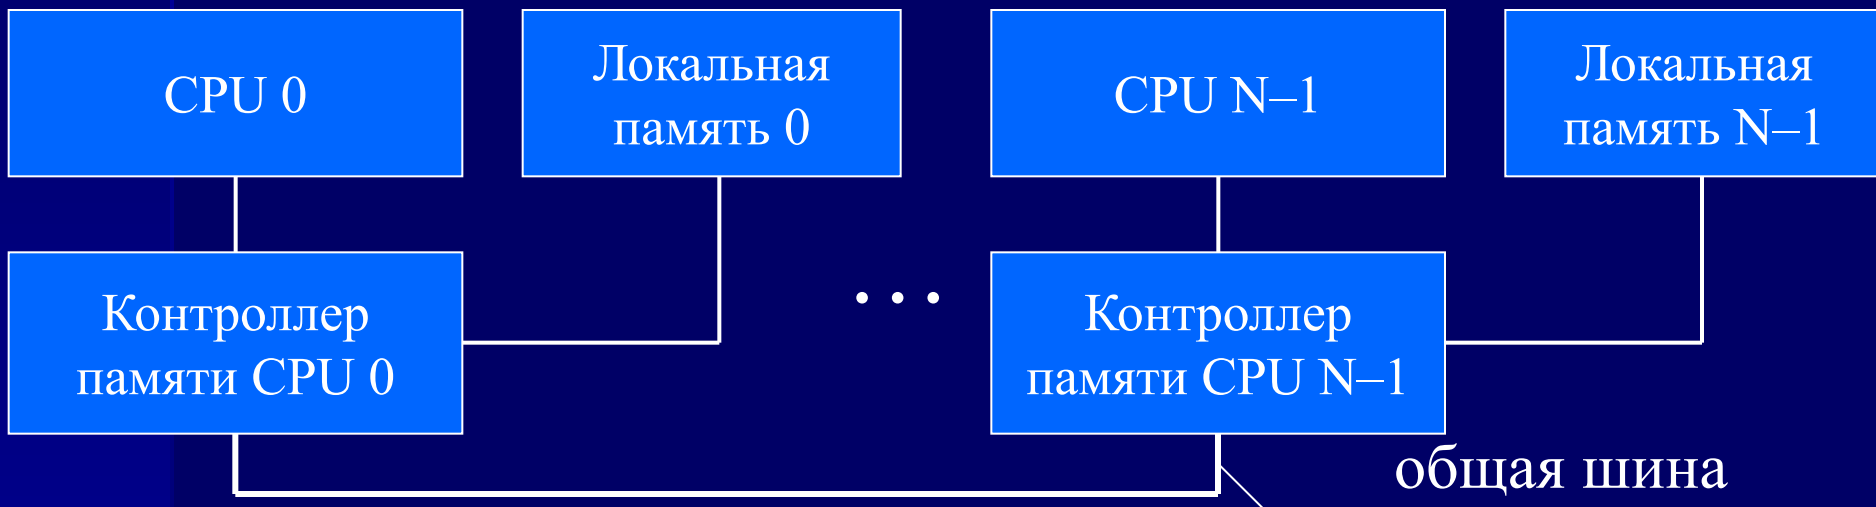 CPU 0
Локальная
память 0
CPU N–1
Локальная
память N–1
Контроллер
памяти CPU 0
. . .
Контроллер
памяти CPU N–1
общая шина